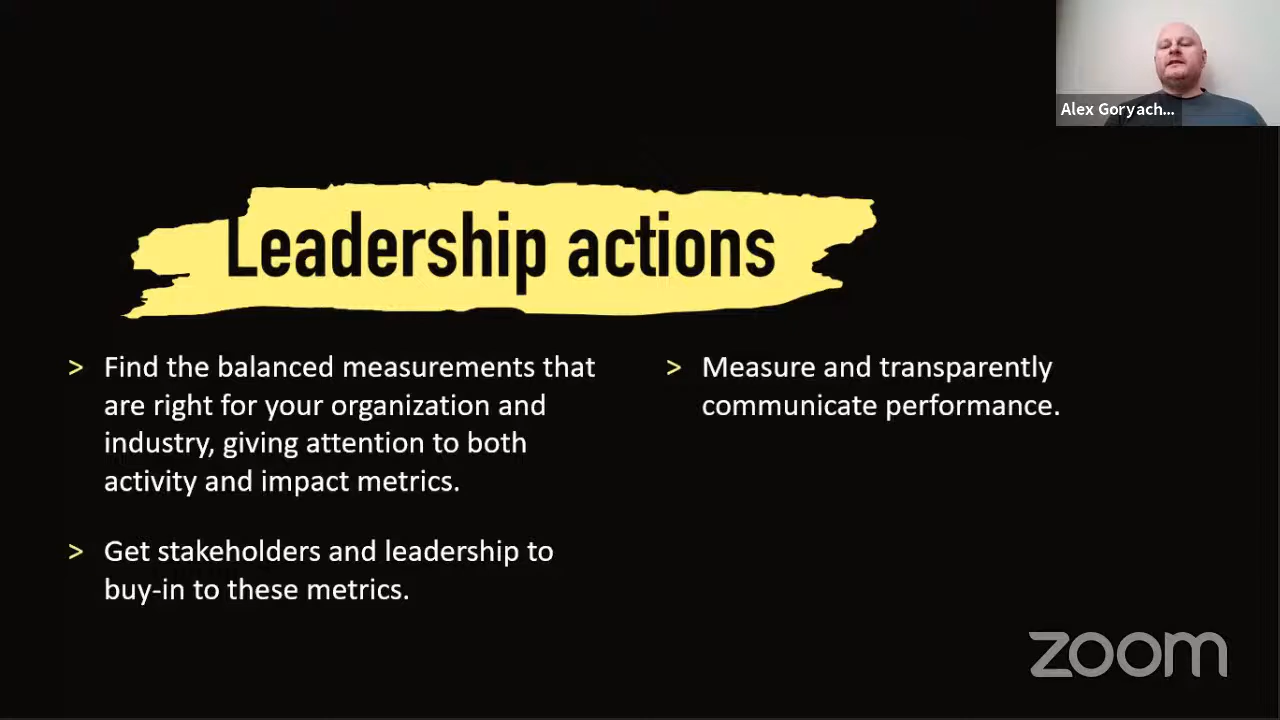 Alex Goryach...
Leadership actions
> Find the balanced measurements that
are right for your organization and
industry, giving attention to both
activity and impact metrics.
> Get stakeholders and leadership to
buy-in to these metrics.
> Measure and transparently
communicate performance.
zoom